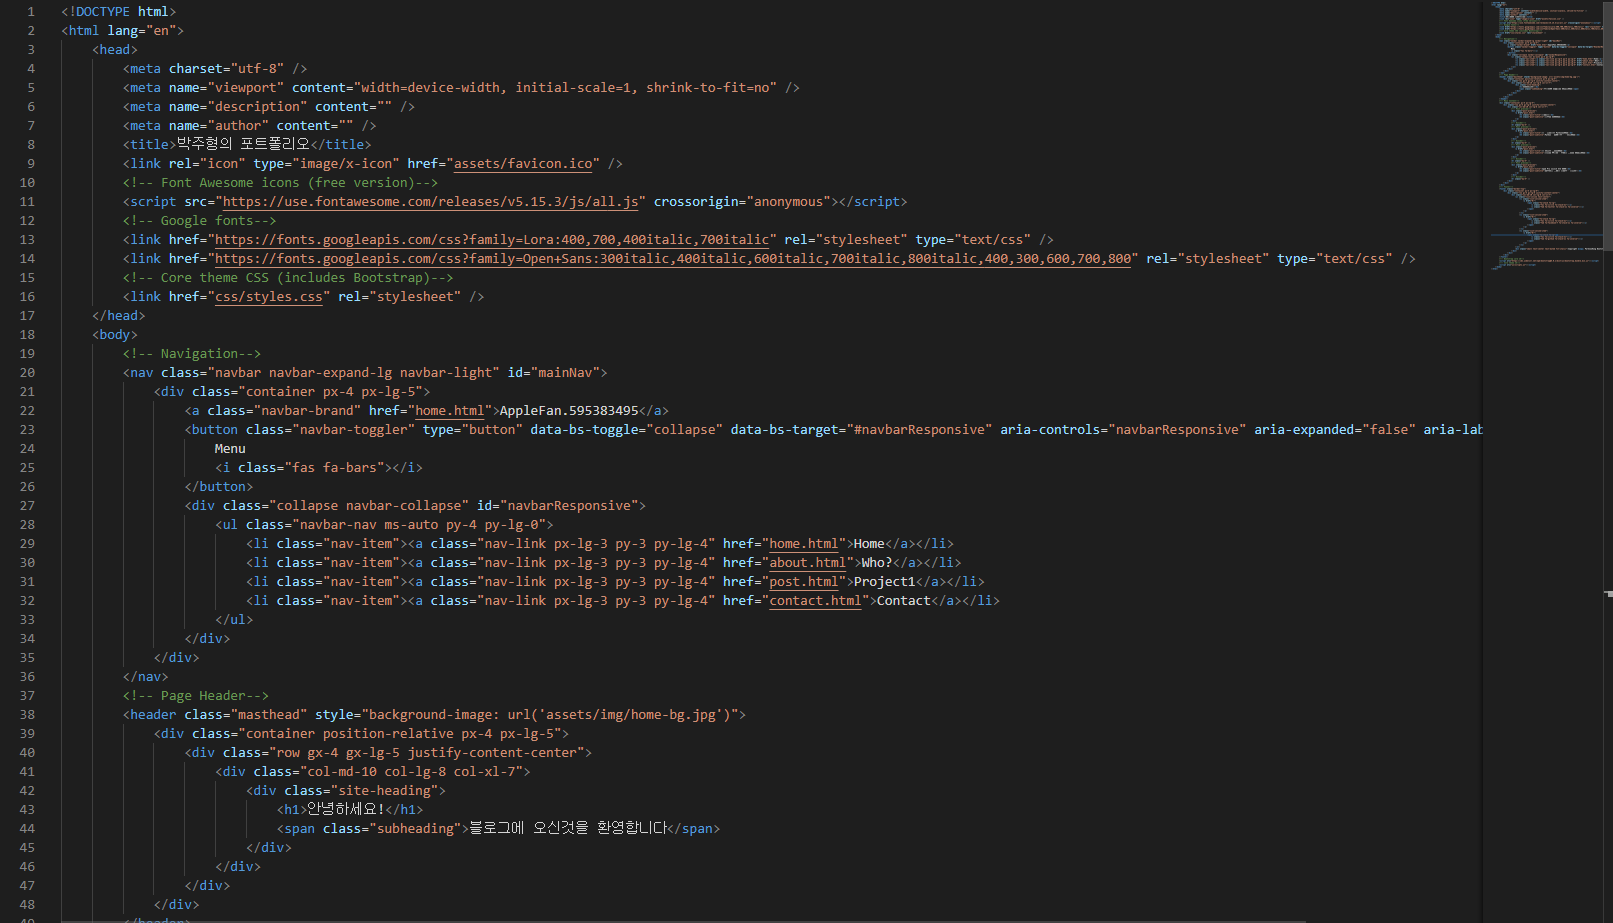 1 <!DOCTYPE html>
2 <html lang="en">
3 <head>
4 <meta charset="utf-8" />
5 <meta name="viewport" content="width=device-width, initial-scale=1, shrink-to-fit=no" />
6 <meta name="description" content="" />
7 <meta name="author" content="" />
8 <title>박주형의 포트폴리오</title>
9 <link rel="icon" type="image/x-icon" href="assets/favicon.ico" />
10 <!-- Font Awesome icons (free version)-->
11 <script src="https://use.fontawesome.com/releases/v5.15.3/js/all.js" crossorigin="anonymous"></script>
12 <!-- Google fonts-->
13 <link href="https://fonts.googleapis.com/css?family=Lora:400,700,400italic,700italic" rel="stylesheet" type="text/css" />
14 <link href="https://fonts.googleapis.com/css?family=Open+Sans:300italic,400italic,600italic,700italic,800italic,400,300,600,700,800" rel="stylesheet" type="text/css" />
15 <!-- Core theme CSS (includes Bootstrap)-->
16 <link href="css/styles.css" rel="stylesheet" />
17 </head>
18 <body>
19 <!-- Navigation-->
20 <nav class="navbar navbar-expand-lg navbar-light" id="mainNav">
21 <div class="container px-4 px-lg-5">
22 <a class="navbar-brand" href="home.html">AppleFan.595383495</a>
23 <button class="navbar-toggler" type="button" data-bs-toggle="collapse" data-bs-target="#navbarResponsive" aria-controls="navbarResponsive" aria-expanded="false" aria-lab
24 Menu
25 <i class="fas fa-bars"></i>
26 </button>
27 <div class="collapse navbar-collapse" id="navbarResponsive">
28 <ul class="navbar-nav ms-auto py-4 py-lg-0">
29 <li class="nav-item"><a class="nav-link px-lg-3 py-3 py-lg-4" href="home.html">Home</a></li>
30 <li class="nav-item"><a class="nav-link px-lg-3 py-3 py-lg-4" href="about.html">Who?</a></li>
31 <li class="nav-item"><a class="nav-link px-lg-3 py-3 py-lg-4" href="post.html">Project1</a></li>
32 <li class="nav-item"><a class="nav-link px-lg-3 py-3 py-lg-4" href="contact.html">Contact</a></li>
33 </ul>
34 </div>
35 </div>
36 </nav>
37 <!-- Page Header-->
38 <header class="masthead" style="background-image: url('assets/img/home-bg.jpg')">
39 <div class="container position-relative px-4 px-lg-5">
40 <div class="row gx-4 gx-lg-5 justify-content-center">
41 <div class="col-md-10 col-lg-8 col-xl-7">
42 <div class="site-heading">
43 <h1>안녕하세요!</h1>
44 <span class="subheading">블로그에 오신것을 환영합니다</span>
45 </div>
46 </div>
47 </div>
48 </div>
49 </header>